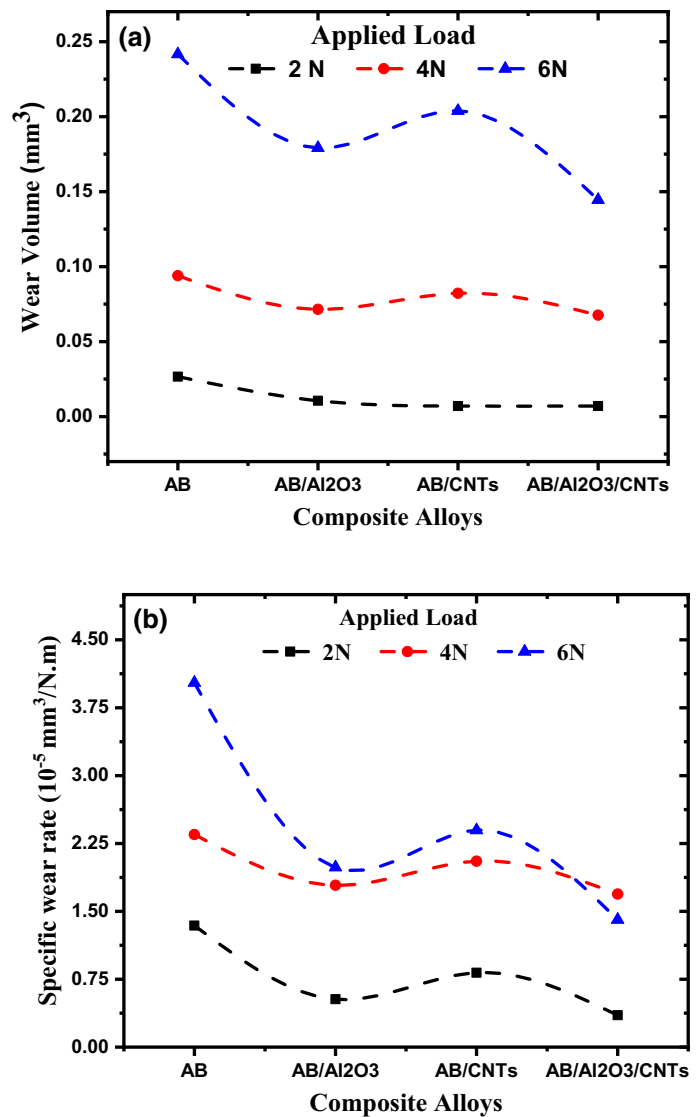 (a)
Applied Load
2 N 4N 6N
0.25
0.20
0.15
0.10
0.05
0.00
Wear Volume (mm³)
AB AB/Al2O3 AB/CNTs AB/Al2O3/CNTs
Composite Alloys
(b)
Applied Load
2N 4N 6N
4.50
3.75
3.00
2.25
1.50
0.75
0.00
Specific wear rate (10⁻⁵ mm³/N.m)
AB AB/Al2O3 AB/CNTs AB/Al2O3/CNTs
Composite Alloys